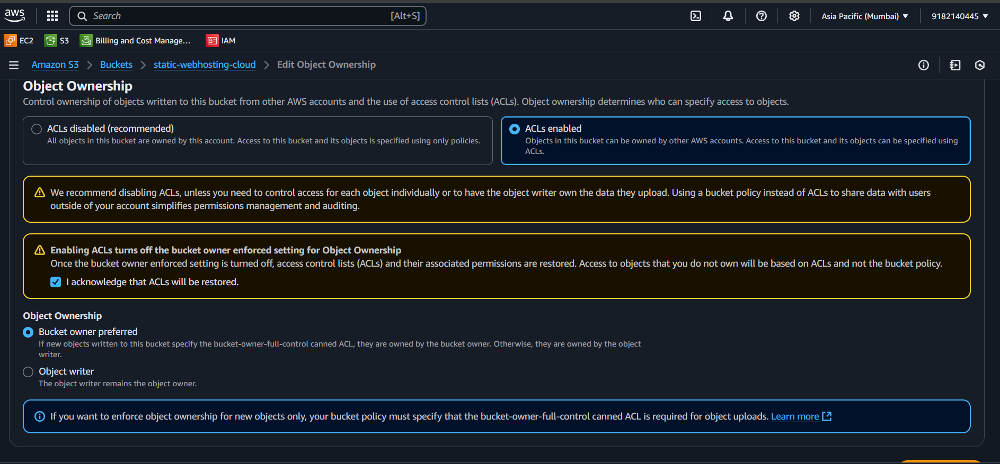 aws
Search
[Alt+S]
Asia Pacific (Mumbai)
9182140445
EC2
S3
Billing and Cost Manage...
IAM
Amazon S3
Buckets
static-webhosting-cloud
Edit Object Ownership
Object Ownership
Control ownership of objects written to this bucket from other AWS accounts and the use of access control lists (ACLs). Object ownership determines who can specify access to objects.
ACLs disabled (recommended)
All objects in this bucket are owned by this account. Access to this bucket and its objects is specified using only policies.
ACLs enabled
Objects in this bucket can be owned by other AWS accounts. Access to this bucket and its objects can be specified using
ACLs.
We recommend disabling ACLs, unless you need to control access for each object individually or to have the object writer own the data they upload. Using a bucket policy instead of ACLs to share data with users
outside of your account simplifies permissions management and auditing.
Enabling ACLs turns off the bucket owner enforced setting for Object Ownership
Once the bucket owner enforced setting is turned off, access control lists (ACLs) and their associated permissions are restored. Access to objects that you do not own will be based on ACLs and not the bucket policy.
I acknowledge that ACLs will be restored.
Object Ownership
Bucket owner preferred
If new objects written to this bucket specify the bucket-owner-full-control canned ACL, they are owned by the bucket owner. Otherwise, they are owned by the object
writer.
Object writer
The object writer remains the object owner.
If you want to enforce object ownership for new objects only, your bucket policy must specify that the bucket-owner-full-control canned ACL is required for object uploads. Learn more